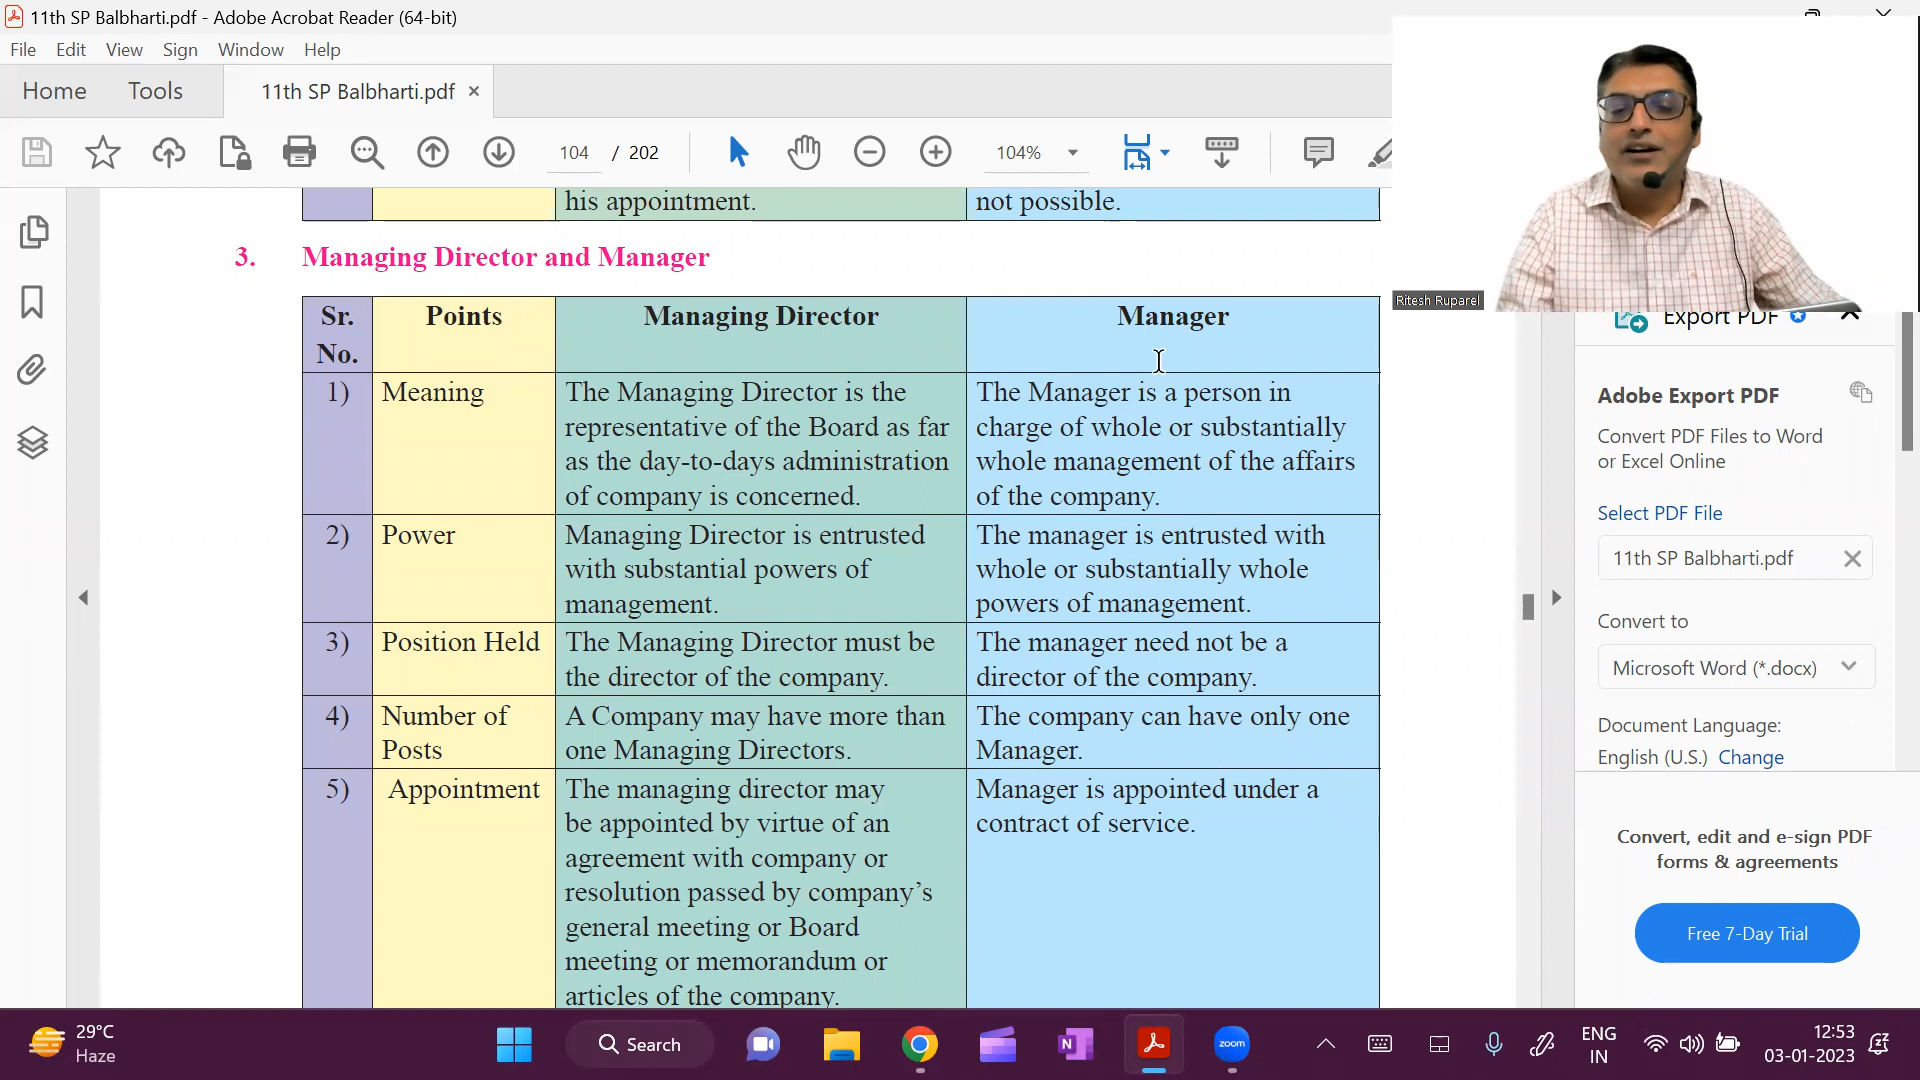 11th SP Balbharti.pdf - Adobe Acrobat Reader (64-bit)
File Edit View Sign Window Help
Home Tools 11th SP Balbharti.pdf ×
104 / 202 104%
his appointment. not possible.
3. Managing Director and Manager
Sr. No. Points Managing Director Manager
1) Meaning
The Managing Director is the
representative of the Board as far
as the day-to-days administration
of company is concerned.
The Manager is a person in
charge of whole or substantially
whole management of the affairs
of the company.
2) Power
Managing Director is entrusted
with substantial powers of
management.
The manager is entrusted with
whole or substantially whole
powers of management.
3) Position Held
The Managing Director must be
the director of the company.
The manager need not be a
director of the company.
4) Number of
Posts
A Company may have more than
one Managing Directors.
The company can have only one
Manager.
5) Appointment
The managing director may
be appointed by virtue of an
agreement with company or
resolution passed by company's
general meeting or Board
meeting or memorandum or
articles of the company.
Manager is appointed under a
contract of service.
Ritesh Ruparel
Export PDF
Adobe Export PDF
Convert PDF Files to Word
or Excel Online
Select PDF File
11th SP Balbharti.pdf
Convert to
Microsoft Word (*.docx)
Document Language:
English (U.S.) Change
Convert, edit and e-sign PDF
forms & agreements
Free 7-Day Trial
29°C
Haze
Search
zoom
ENG
IN
12:53
03-01-2023